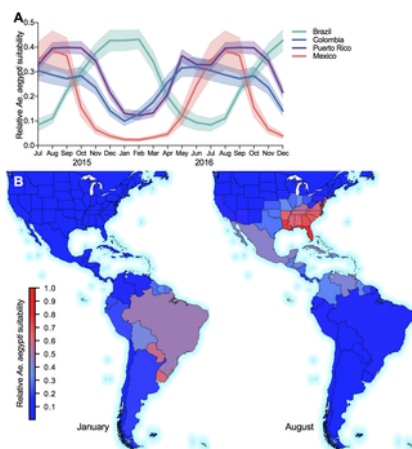 A
Brazil
Colombia
Puerto Rico
Mexico
Relative Ae. aegypti suitability
0.5
0.4
0.3
0.2
0.1
0.0
Jul Aug Sep Oct Nov Dec Jan Feb Mar Apr May Jun Jul Aug Sep Oct Nov Dec
2015 2016
B
Relative Ae. aegypti suitability
1.0
0.9
0.8
0.7
0.6
0.5
0.4
0.3
0.2
0.1
January August